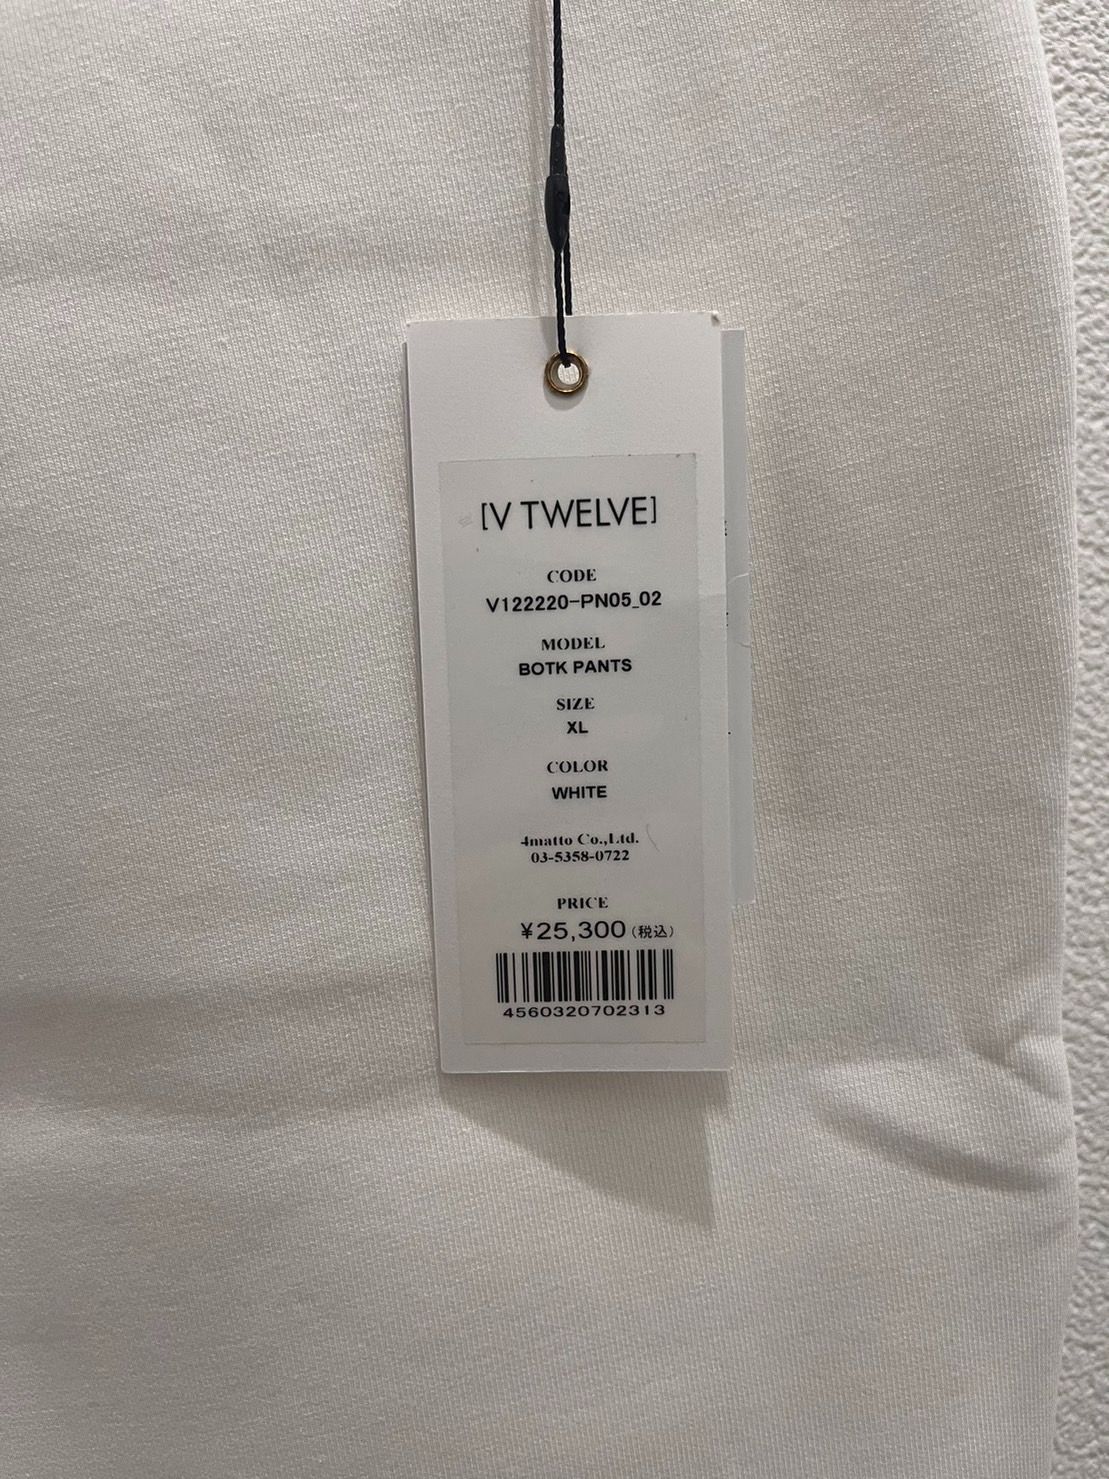 [V TWELVE]
CODE
V122220-PN05_02
MODEL
BOTK PANTS
SIZE
XL
COLOR
WHITE
4matto Co.,Ltd.
03-5358-0722
PRICE
¥25,300(税込)
4560320702313